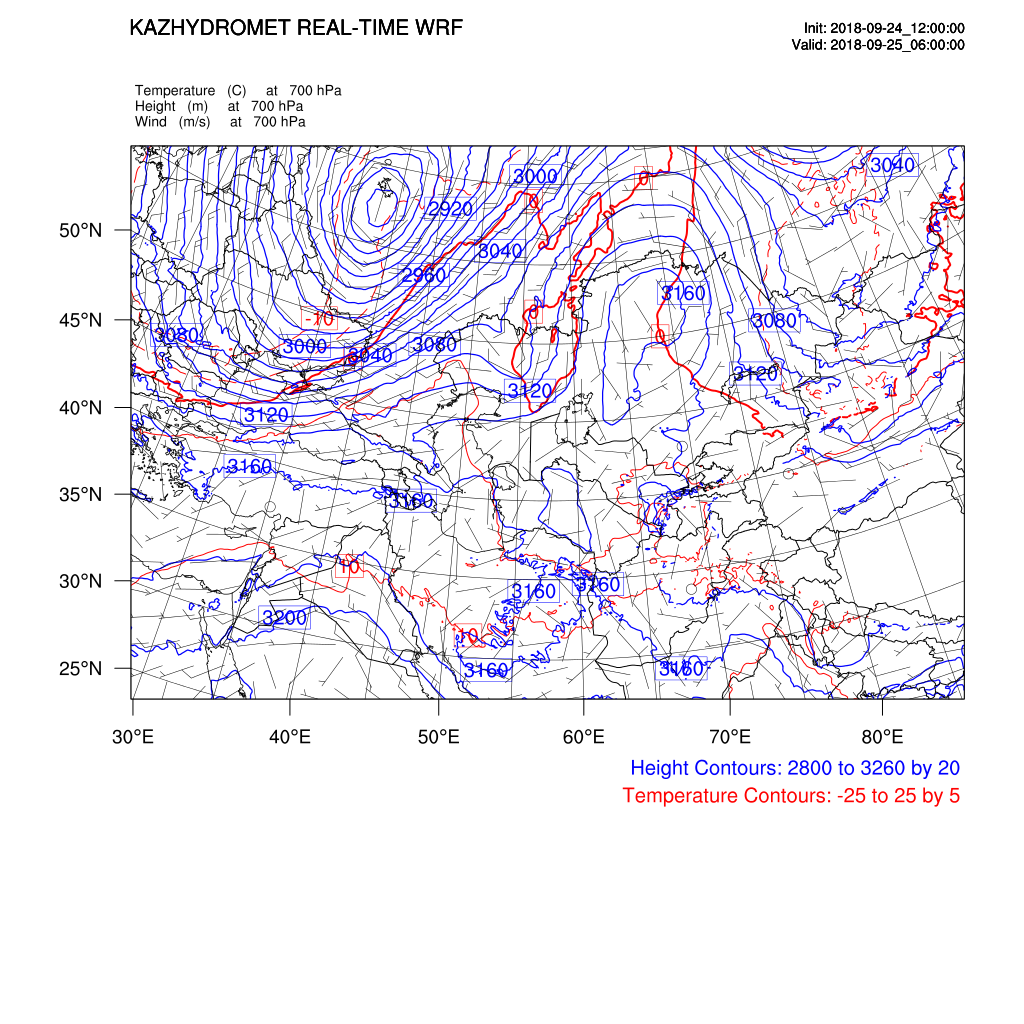 KAZHYDROMET REAL-TIME WRF
Init: 2018-09-24_12:00:00
Valid: 2018-09-25_06:00:00
Temperature (C) at 700 hPa
Height (m) at 700 hPa
Wind (m/s) at 700 hPa
3040
3000
0
0
2920
50°N
3040
2960
3160
0
-10
45°N
3080
3080
0
3000
3040
3080
3120
3120
40°N
3120
3160
35°N
3160
10
3160
3160
30°N
3200
10
25°N
3160
3160
30°E 40°E 50°E 60°E 70°E 80°E
Height Contours: 2800 to 3260 by 20
Temperature Contours: -25 to 25 by 5